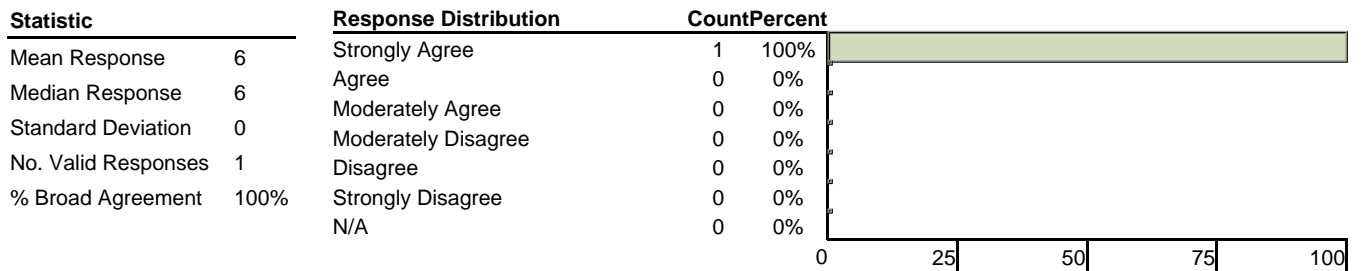 Statistic
Mean Response 6
Median Response 6
Standard Deviation 0
No. Valid Responses 1
% Broad Agreement 100%
Response Distribution CountPercent
Strongly Agree 1 100%
Agree 0 0%
Moderately Agree 0 0%
Moderately Disagree 0 0%
Disagree 0 0%
Strongly Disagree 0 0%
N/A 0 0%
0 25 50 75 100